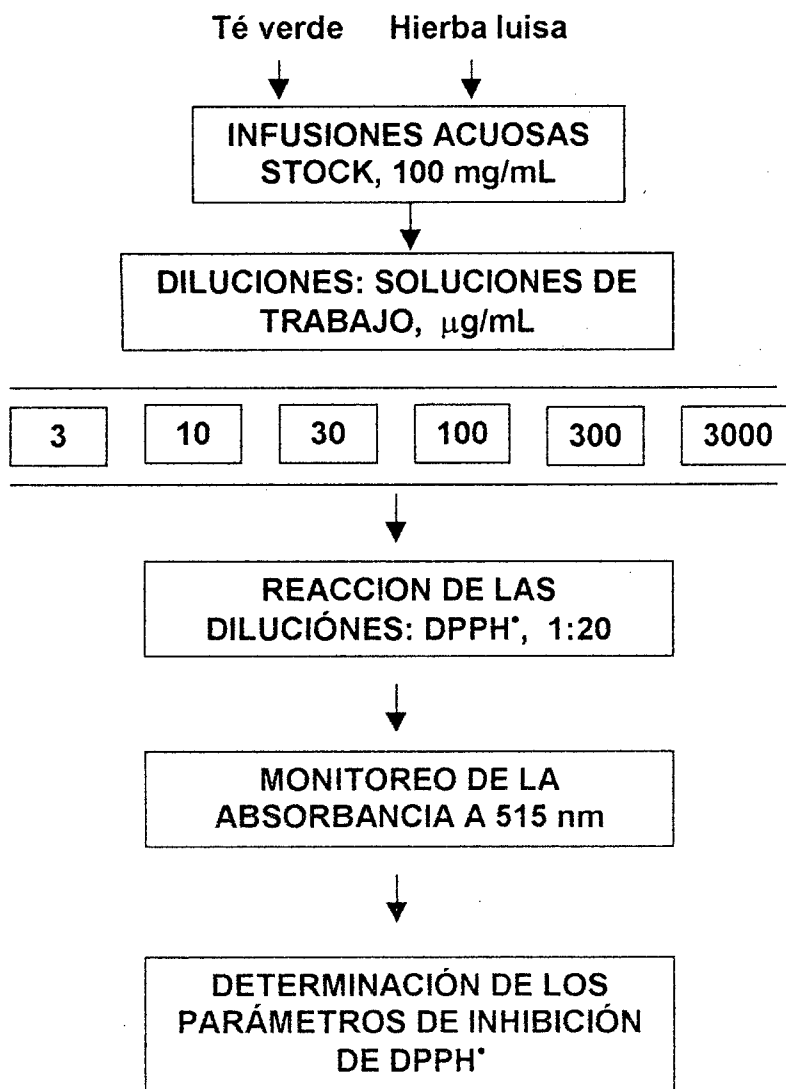 Té verde Hierba luisa
INFUSIONES ACUOSAS
STOCK, 100 mg/mL
DILUCIONES: SOLUCIONES DE
TRABAJO, μg/mL
3 10 30 100 300 3000
REACCION DE LAS
DILUCIÓNES: DPPH•, 1:20
MONITOREO DE LA
ABSORBANCIA A 515 nm
DETERMINACIÓN DE LOS
PARÁMETROS DE INHIBICIÓN
DE DPPH•